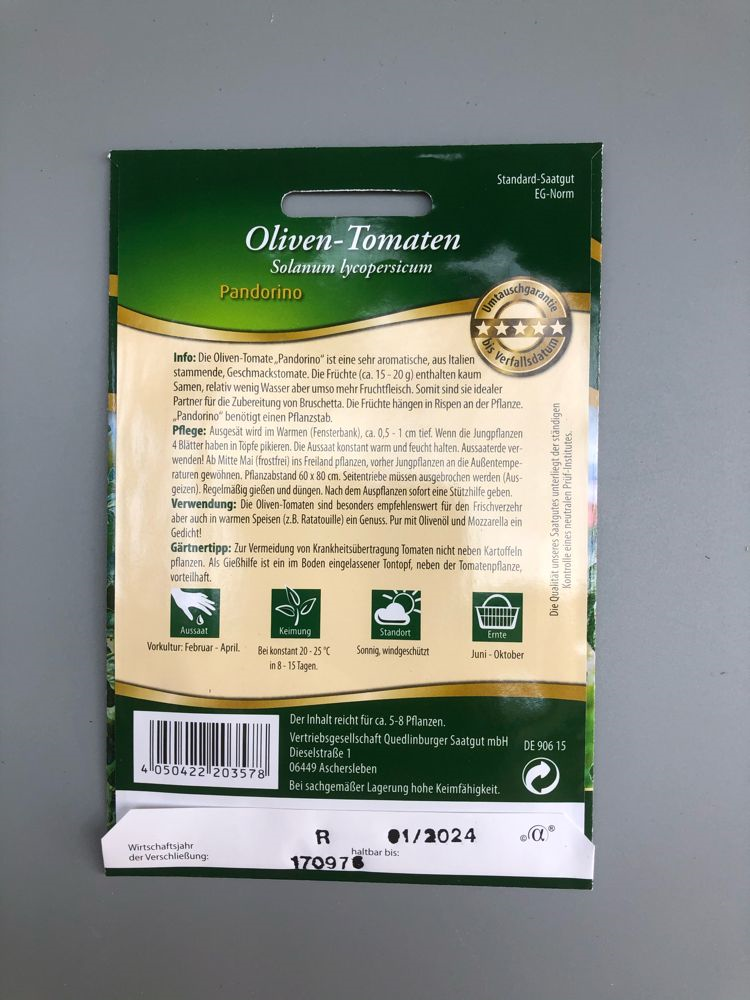 Standard-Saatgut
EG-Norm
Oliven-Tomaten
Solanum lycopersicum
Pandorino
Umtauschgarantie
bis Verfallsdatum
Info: Die Oliven-Tomate „Pandorino" ist eine sehr aromatische, aus Italien
stammende, Geschmackstomate. Die Früchte (ca. 15 - 20 g) enthalten kaum
Samen, relativ wenig Wasser aber umso mehr Fruchtfleisch. Somit sind sie idealer
Partner für die Zubereitung von Bruschetta. Die Früchte hängen in Rispen an der Pflanze.
„Pandorino" benötigt einen Pflanzstab.
Pflege: Ausgesät wird im Warmen (Fensterbank), ca. 0,5 - 1 cm tief. Wenn die Jungpflanzen
4 Blätter haben in Töpfe pikieren. Die Aussaat konstant warm und feucht halten. Aussaaterde ver-
wenden! Ab Mitte Mai (frostfrei) ins Freiland pflanzen, vorher Jungpflanzen an die Außentempe-
raturen gewöhnen. Pflanzabstand 60 x 80 cm. Seitentriebe müssen ausgebrochen werden (Aus-
geizen). Regelmäßig gießen und düngen. Nach dem Auspflanzen sofort eine Stützhilfe geben.
Verwendung: Die Oliven-Tomaten sind besonders empfehlenswert für den Frischverzehr
aber auch in warmen Speisen (z.B. Ratatouille) ein Genuss. Pur mit Olivenöl und Mozzarella ein
Gedicht!
Gärtnertipp: Zur Vermeidung von Krankheitsübertragung Tomaten nicht neben Kartoffeln
pflanzen. Als Gießhilfe ist ein im Boden eingelassener Tontopf, neben der Tomatenpflanze,
vorteilhaft.
Die Qualität unseres Saatgutes unterliegt der ständigen
Kontrolle eines neutralen Prüf-Institutes.
Aussaat
Vorkultur: Februar - April.
Keimung
Bei konstant 20 - 25 °C
in 8 - 15 Tagen.
Standort
Sonnig, windgeschützt
Ernte
Juni - Oktober
4 050422 203578
Der Inhalt reicht für ca. 5-8 Pflanzen.
Vertriebsgesellschaft Quedlinburger Saatgut mbH
Dieselstraße 1
06449 Aschersleben
Bei sachgemäßer Lagerung hohe Keimfähigkeit.
DE 906 15
R 01/2024
©@®
Wirtschaftsjahr
der Verschließung:
haltbar bis:
170976